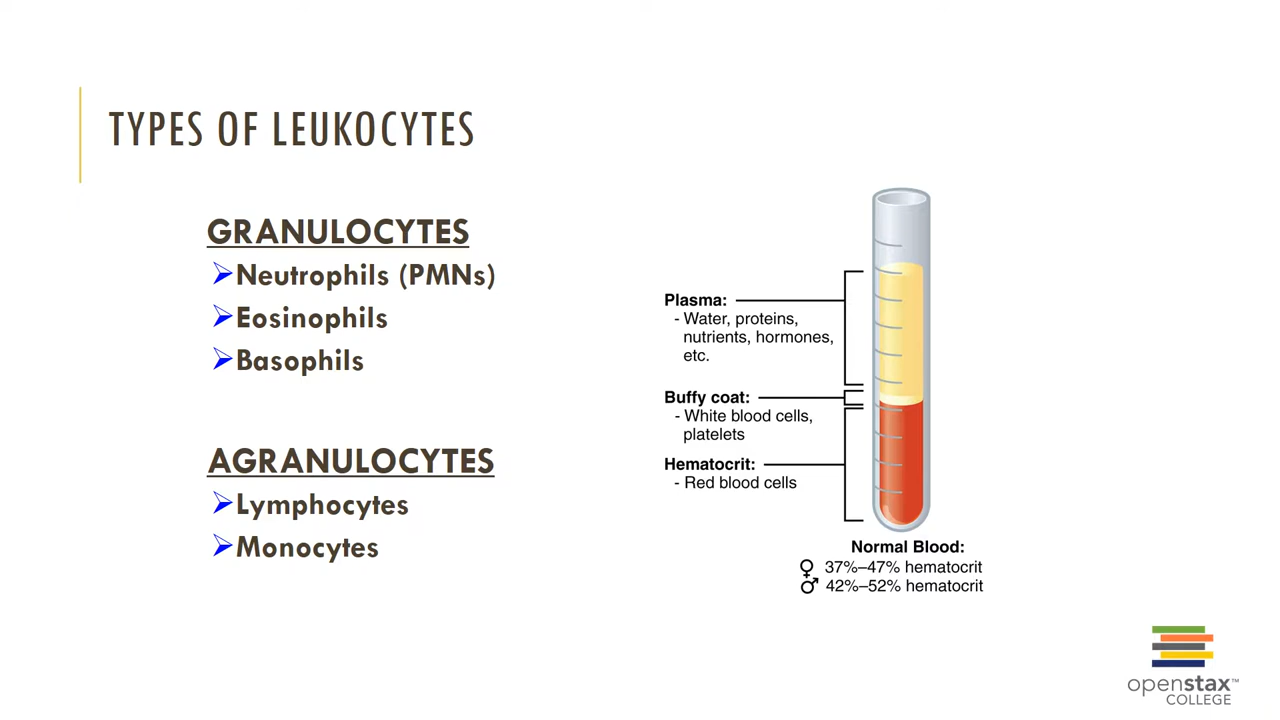 TYPES OF LEUKOCYTES
GRANULOCYTES
Neutrophils (PMNs)
Eosinophils
Basophils
AGRANULOCYTES
Lymphocytes
Monocytes
Plasma:
- Water, proteins,
nutrients, hormones,
etc.
Buffy coat:
- White blood cells,
platelets
Hematocrit:
- Red blood cells
Normal Blood:
♀ 37%–47% hematocrit
♂ 42%–52% hematocrit
openstax™
COLLEGE